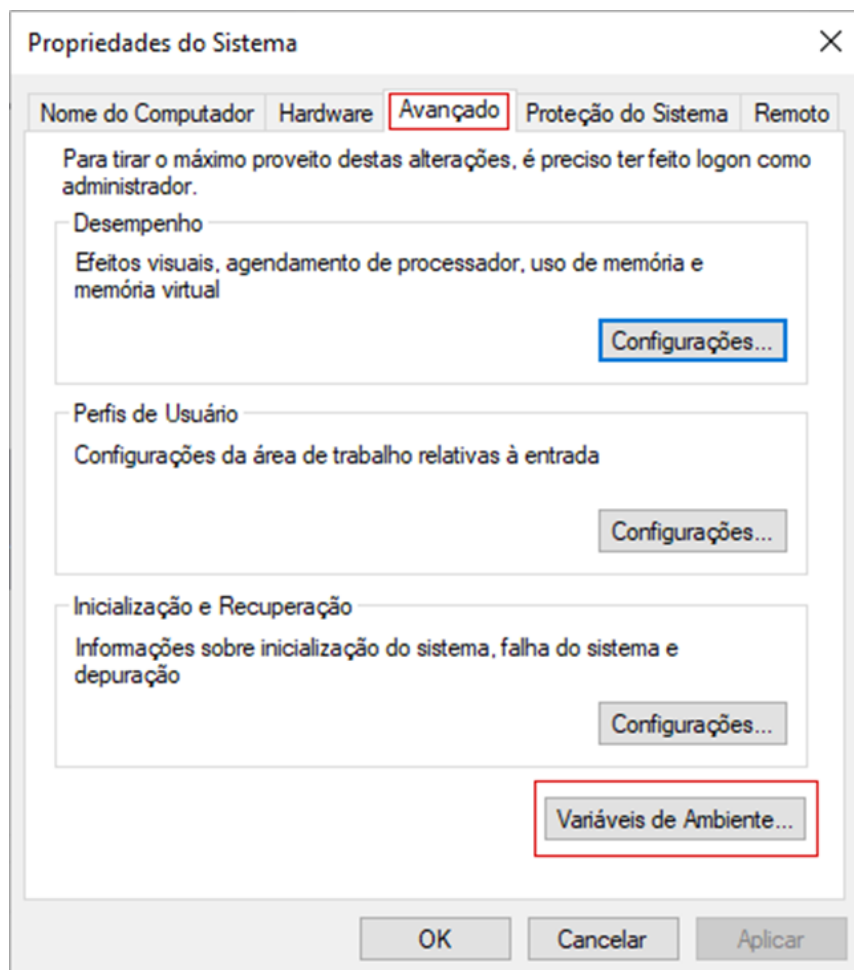 Propriedades do Sistema
Nome do Computador Hardware Avançado Proteção do Sistema Remoto
Para tirar o máximo proveito destas alterações, é preciso ter feito logon como
administrador.
Desempenho
Efeitos visuais, agendamento de processador, uso de memória e
memória virtual
Configurações...
Perfis de Usuário
Configurações da área de trabalho relativas à entrada
Configurações...
Inicialização e Recuperação
Informações sobre inicialização do sistema, falha do sistema e
depuração
Configurações...
Variáveis de Ambiente...
OK Cancelar Aplicar